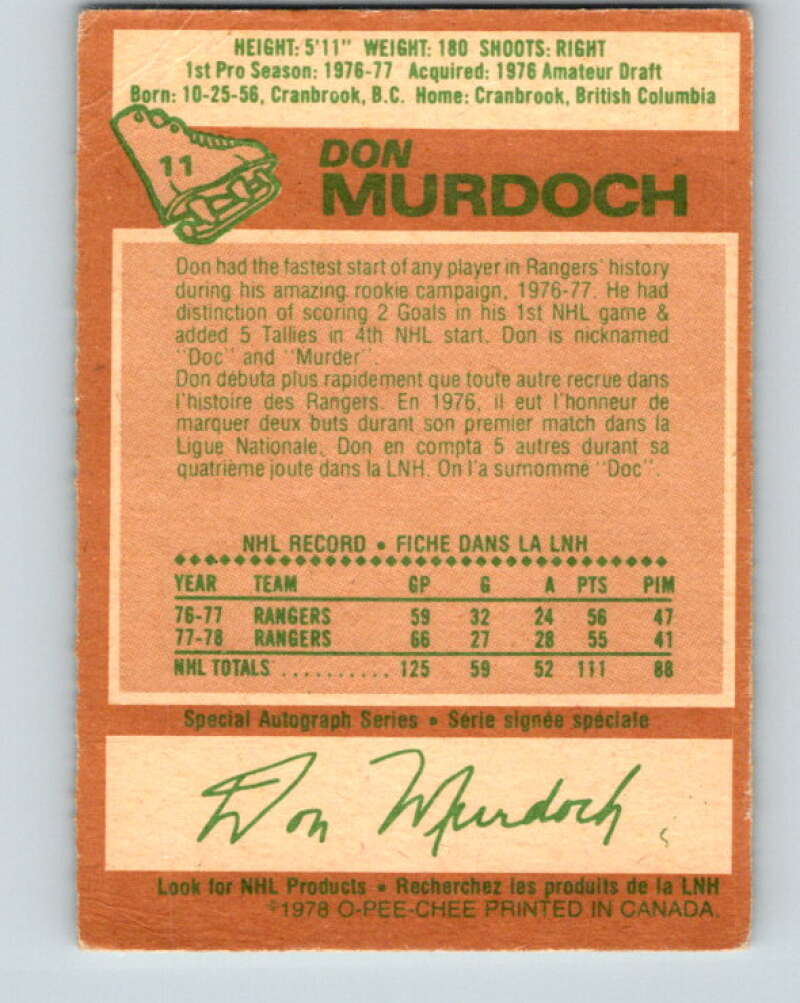 HEIGHT: 5'11" WEIGHT: 180 SHOOTS: RIGHT
1st Pro Season: 1976-77 Acquired: 1976 Amateur Draft
Born: 10-25-56, Cranbrook, B.C. Home: Cranbrook, British Columbia
11
DON
MURDOCH
Don had the fastest start of any player in Rangers' history
during his amazing rookie campaign, 1976-77. He had
distinction of scoring 2 Goals in his 1st NHL game &
added 5 Tallies in 4th NHL start. Don is nicknamed
"Doc" and "Murder".
Don débuta plus rapidement que toute autre recrue dans
l'histoire des Rangers. En 1976, il eut l'honneur de
marquer deux buts durant son premier match dans la
Ligue Nationale. Don en compta 5 autres durant sa
quatrième joute dans la LNH. On l'a surnommé "Doc".
NHL RECORD • FICHE DANS LA LNH
YEAR TEAM GP G A PTS PIM
76-77 RANGERS 59 32 24 56 47
77-78 RANGERS 66 27 28 55 41
NHL TOTALS .......... 125 59 52 111 88
Special Autograph Series • Série signée spéciale
Don Murdoch
Look for NHL Products • Recherchez les produits de la LNH
©1978 O-PEE-CHEE PRINTED IN CANADA.